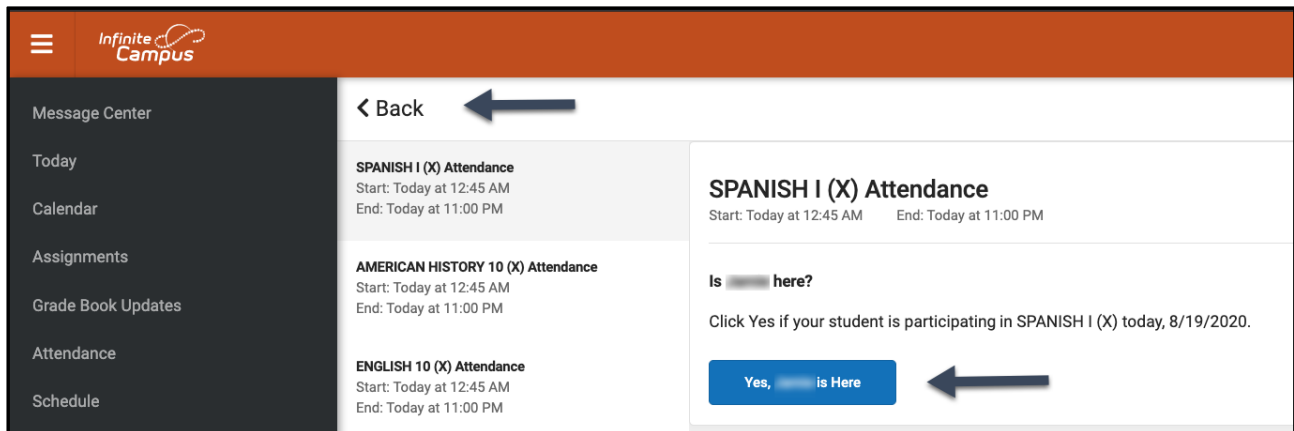 Infinite
Campus
Message Center
Today
Calendar
Assignments
Grade Book Updates
Attendance
Schedule
Back
SPANISH I (X) Attendance
Start: Today at 12:45 AM
End: Today at 11:00 PM
AMERICAN HISTORY 10 (X) Attendance
Start: Today at 12:45 AM
End: Today at 11:00 PM
ENGLISH 10 (X) Attendance
Start: Today at 12:45 AM
End: Today at 11:00 PM
SPANISH I (X) Attendance
Start: Today at 12:45 AM End: Today at 11:00 PM
Is here?
Click Yes if your student is participating in SPANISH I (X) today, 8/19/2020.
Yes, is Here